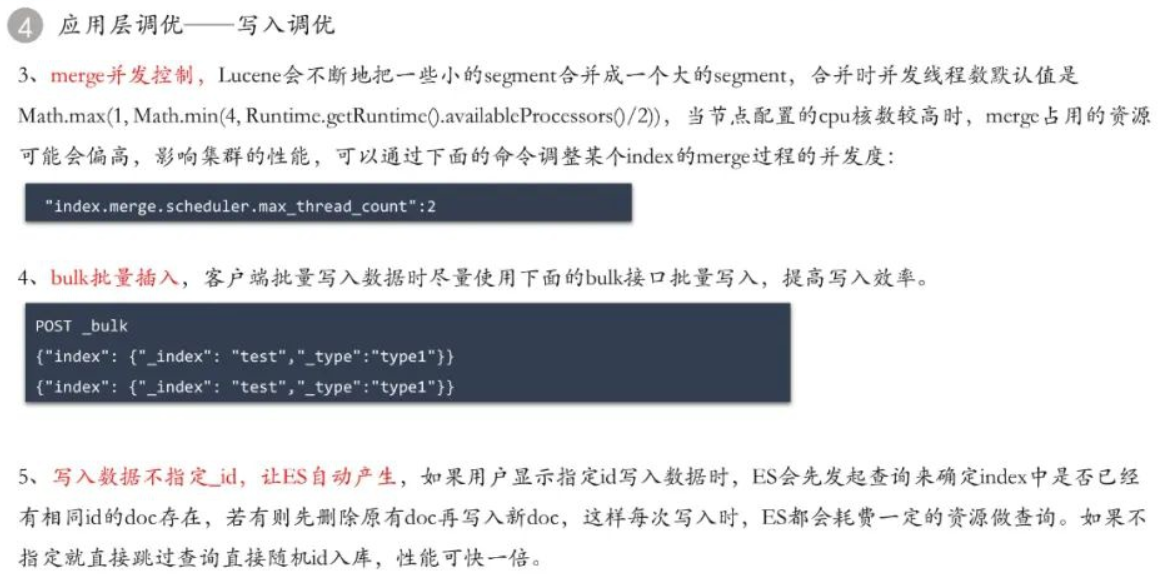 4 应用层调优——写入调优
3、merge并发控制，Lucene会不断地把一些小的segment合并成一个大的segment，合并时并发线程数默认值是
Math.max(1, Math.min(4, Runtime.getRuntime().availableProcessors()/2))，当节点配置的cpu核数较高时，merge占用的资源
可能会偏高，影响集群的性能，可以通过下面的命令调整某个index的merge过程的并发度：
"index.merge.scheduler.max_thread_count":2
4、bulk批量插入，客户端批量写入数据时尽量使用下面的bulk接口批量写入，提高写入效率。
POST _bulk
{"index": {"_index": "test","_type":"type1"}}
{"index": {"_index": "test","_type":"type1"}}
5、写入数据不指定_id，让ES自动产生，如果用户显示指定id写入数据时，ES会先发起查询来确定index中是否已经
有相同id的doc存在，若有则先删除原有doc再写入新doc，这样每次写入时，ES都会耗费一定的资源做查询。如果不
指定就直接跳过查询直接随机id入库，性能可快一倍。